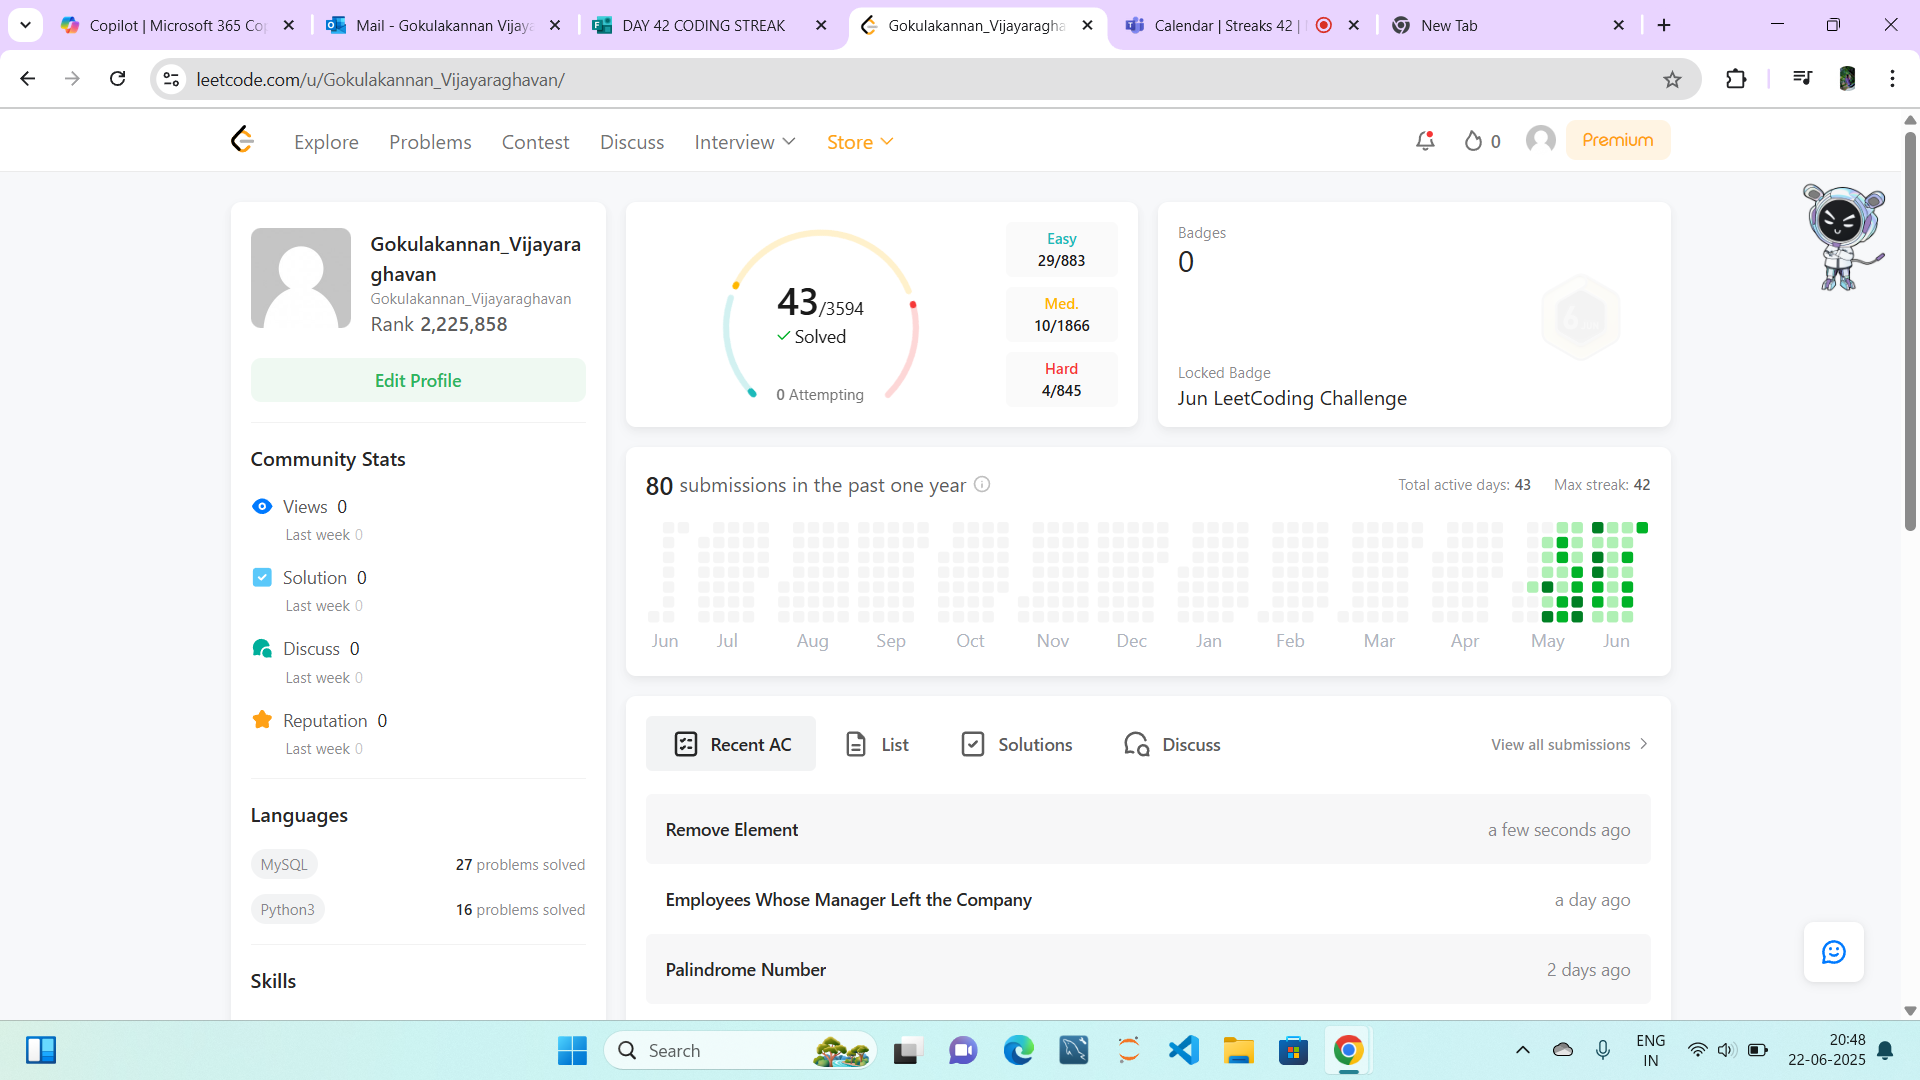 Copilot | Microsoft 365 Co
Mail - Gokulakannan Vijaya
DAY 42 CODING STREAK
Gokulakannan_Vijayaragha
Calendar | Streaks 42 |
New Tab
leetcode.com/u/Gokulakannan_Vijayaraghavan/
Explore
Problems
Contest
Discuss
Interview
Store
0
Premium
Gokulakannan_Vijayara
ghavan
Gokulakannan_Vijayaraghavan
Rank 2,225,858
Edit Profile
Community Stats
Views 0
Last week 0
Solution 0
Last week 0
Discuss 0
Last week 0
Reputation 0
Last week 0
Languages
MySQL
27 problems solved
Python3
16 problems solved
Skills
43/3594
Solved
0 Attempting
Easy
29/883
Med.
10/1866
Hard
4/845
Badges
0
Locked Badge
Jun LeetCoding Challenge
80 submissions in the past one year
Total active days: 43
Max streak: 42
Jun
Jul
Aug
Sep
Oct
Nov
Dec
Jan
Feb
Mar
Apr
May
Jun
Recent AC
List
Solutions
Discuss
View all submissions
Remove Element
a few seconds ago
Employees Whose Manager Left the Company
a day ago
Palindrome Number
2 days ago
Search
ENG
IN
20:48
22-06-2025